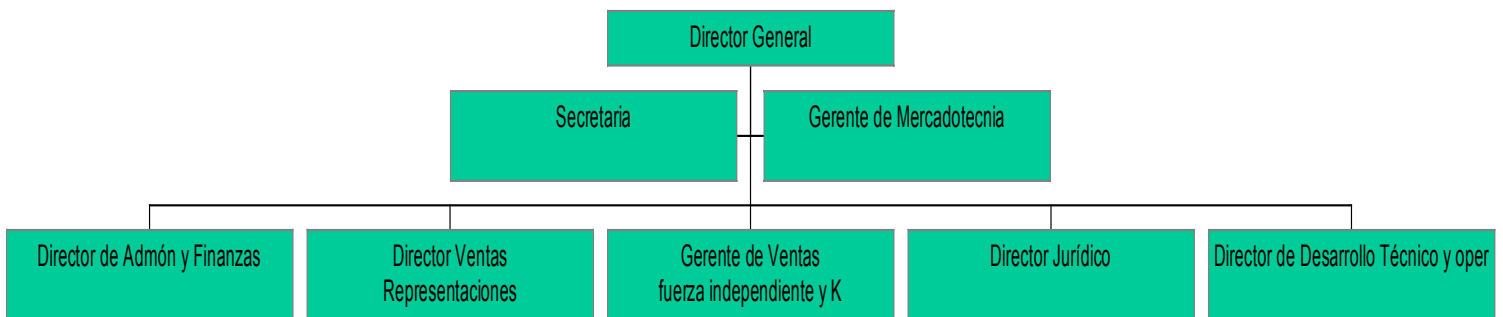 Director General
Secretaria
Gerente de Mercadotecnia
Director de Admón y Finanzas
Director Ventas
Representaciones
Gerente de Ventas
fuerza independiente y K
Director Jurídico
Director de Desarrollo Técnico y oper